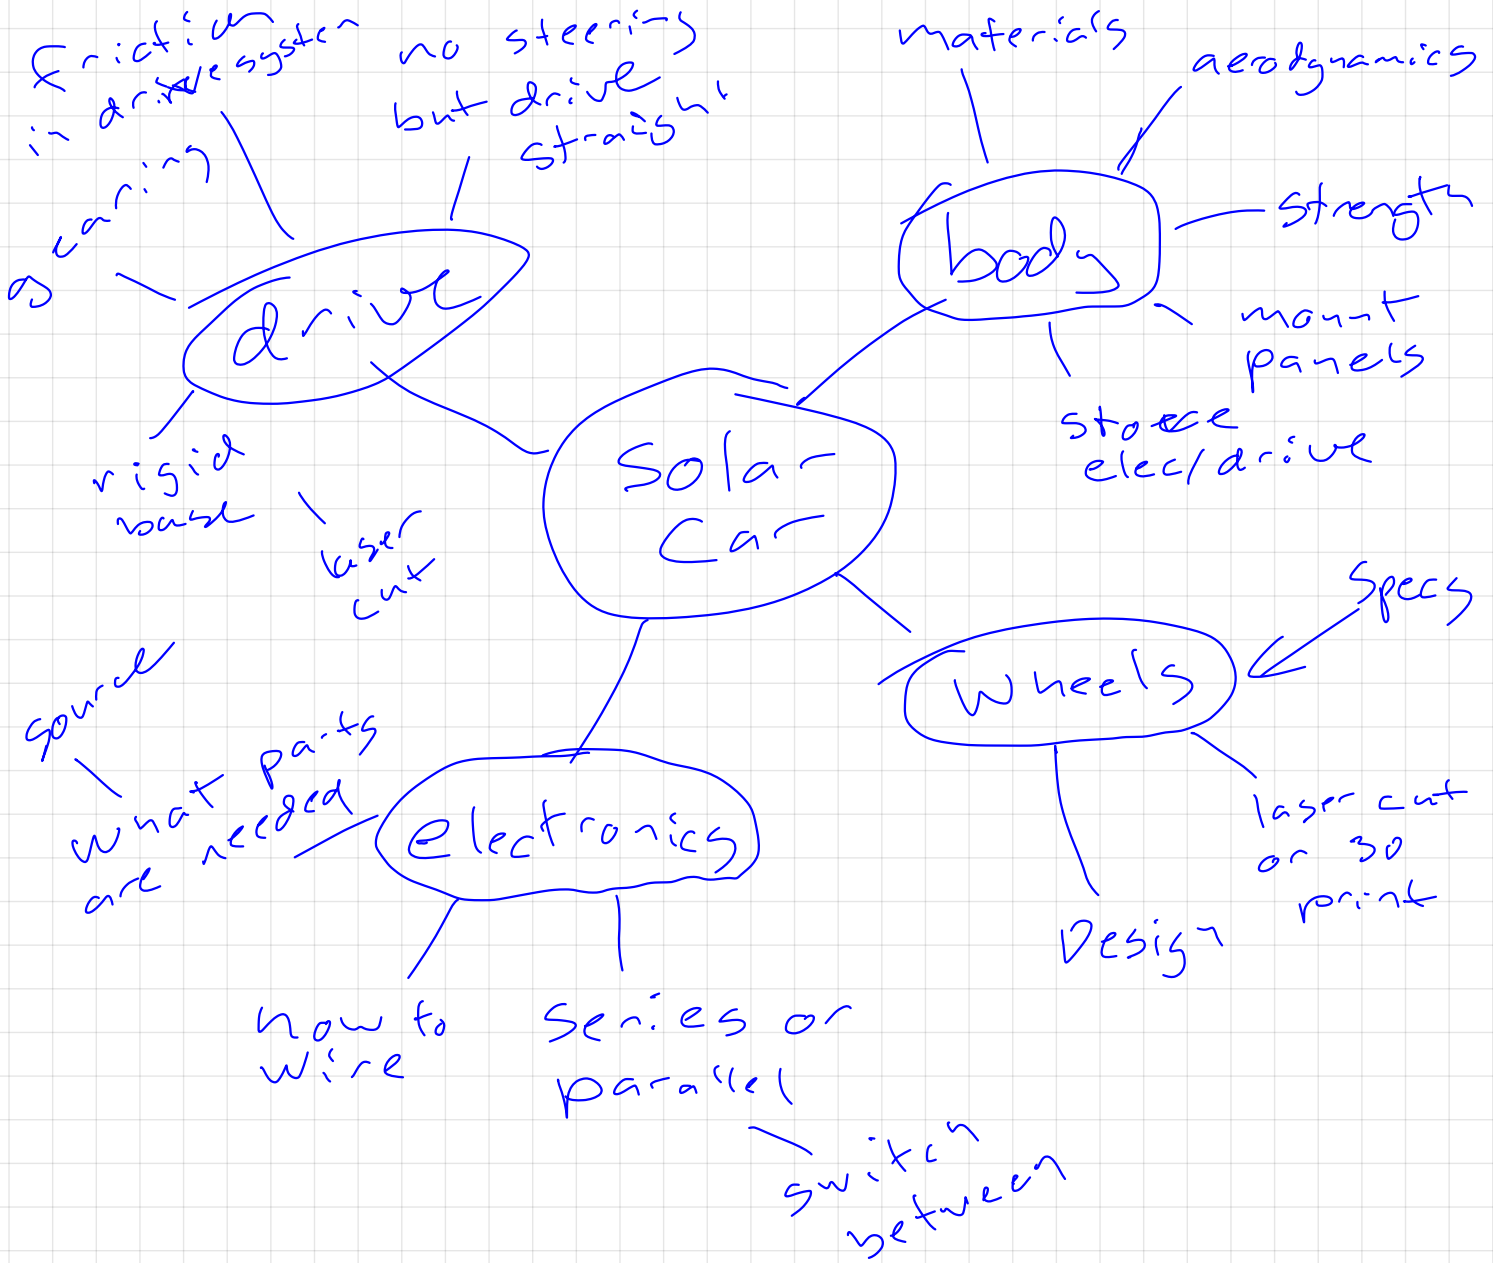 friction
in drive system
no steering
but drive
straight
gearing
drive
rigid
base
laser
cut
materials
aerodynamics
strength
body
mount
panels
store
elec/drive
Solar
Car
Specs
wheels
laser cut
or 3D
print
Design
source
what parts
are needed
electronics
how to
wire
series or
parallel
switch
between